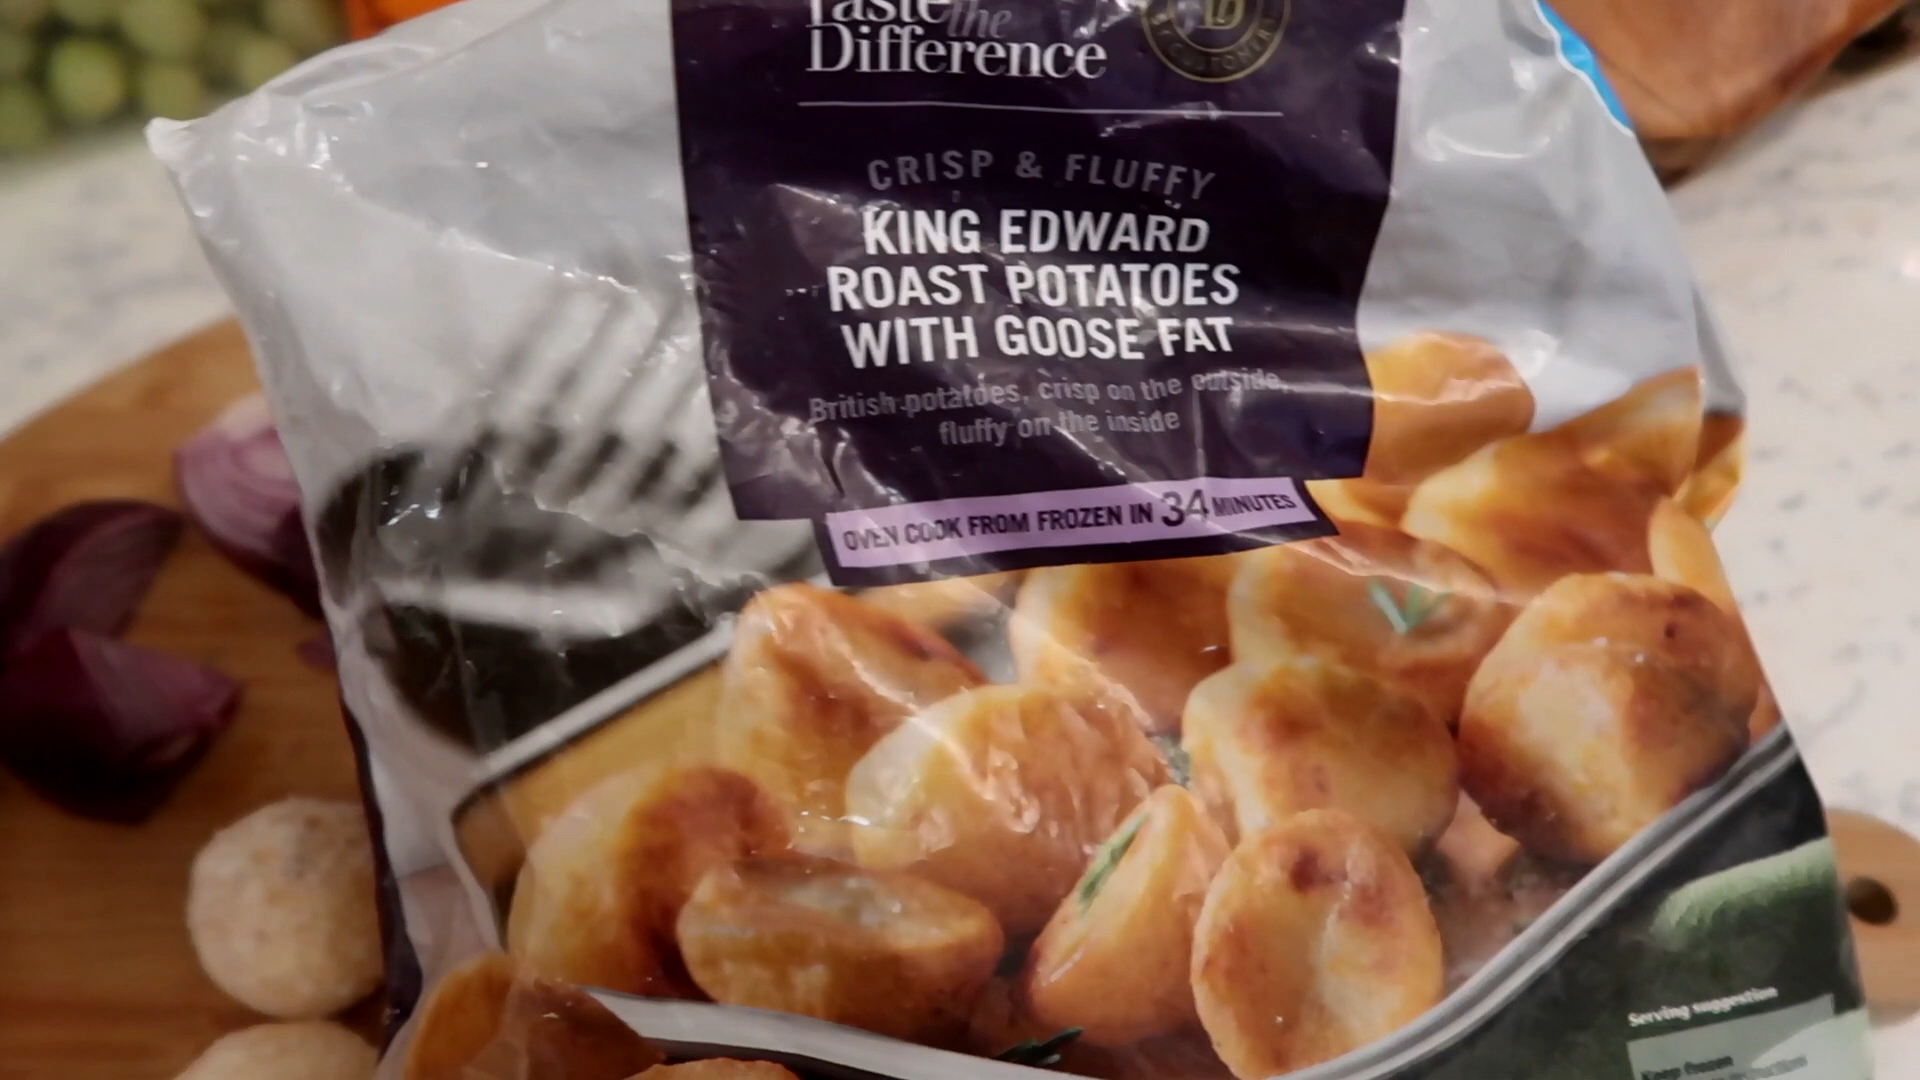 Taste the
Difference
CUSTOMER
CRISP & FLUFFY
KING EDWARD
ROAST POTATOES
WITH GOOSE FAT
British potatoes, crisp on the outside,
fluffy on the inside
OVEN COOK FROM FROZEN IN 34 MINUTES
Serving suggestion
Keep frozen